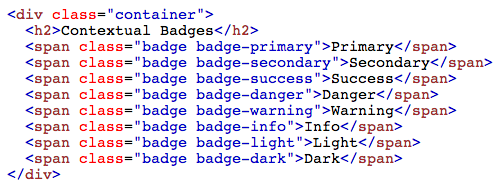 <div class="container">
  <h2>Contextual Badges</h2>
  <span class="badge badge-primary">Primary</span>
  <span class="badge badge-secondary">Secondary</span>
  <span class="badge badge-success">Success</span>
  <span class="badge badge-danger">Danger</span>
  <span class="badge badge-warning">Warning</span>
  <span class="badge badge-info">Info</span>
  <span class="badge badge-light">Light</span>
  <span class="badge badge-dark">Dark</span>
</div>